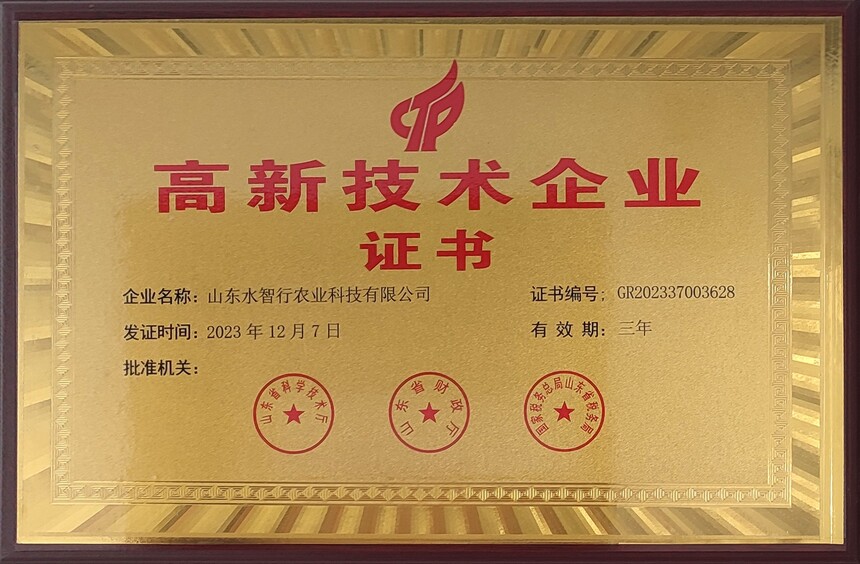 高新技术企业
证书
企业名称：山东水智行农业科技有限公司
证书编号：GR202337003628
发证时间：2023年12月7日
有效期：三年
批准机关：
山东省科学技术厅
山东省财政厅
国家税务总局山东省税务局